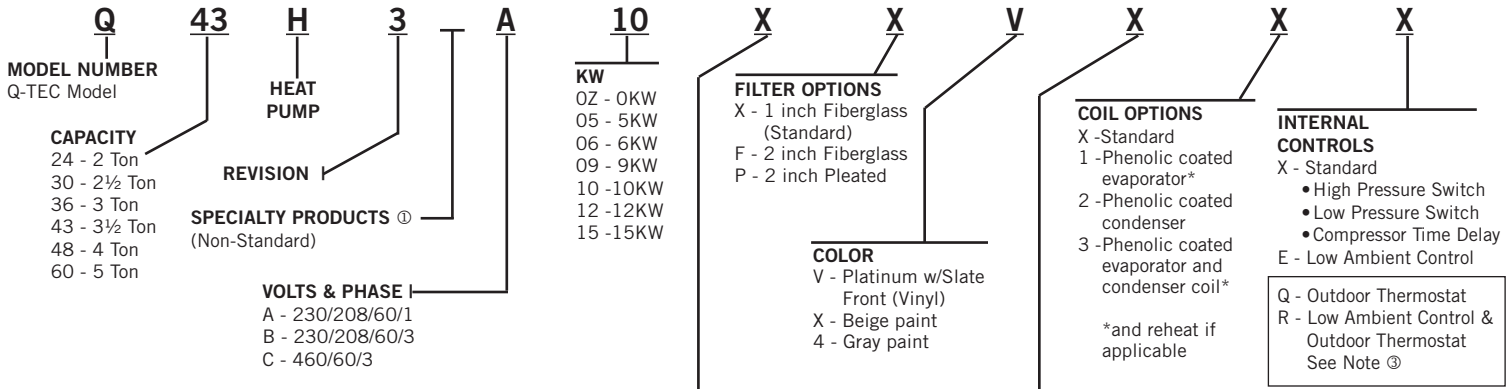 Q 43 H 3 A 10 X X V X X X
MODEL NUMBER
Q-TEC Model
HEAT
PUMP
CAPACITY
24 - 2 Ton
30 - 2½ Ton
36 - 3 Ton
43 - 3½ Ton
48 - 4 Ton
60 - 5 Ton
REVISION
SPECIALTY PRODUCTS ①
(Non-Standard)
VOLTS & PHASE
A - 230/208/60/1
B - 230/208/60/3
C - 460/60/3
KW
0Z - 0KW
05 - 5KW
06 - 6KW
09 - 9KW
10 -10KW
12 -12KW
15 -15KW
FILTER OPTIONS
X - 1 inch Fiberglass
(Standard)
F - 2 inch Fiberglass
P - 2 inch Pleated
COLOR
V - Platinum w/Slate
Front (Vinyl)
X - Beige paint
4 - Gray paint
COIL OPTIONS
X -Standard
1 -Phenolic coated
evaporator*
2 -Phenolic coated
condenser
3 -Phenolic coated
evaporator and
condenser coil*
*and reheat if
applicable
INTERNAL
CONTROLS
X - Standard
• High Pressure Switch
• Low Pressure Switch
• Compressor Time Delay
E - Low Ambient Control
Q - Outdoor Thermostat
R - Low Ambient Control &
Outdoor Thermostat
See Note ③